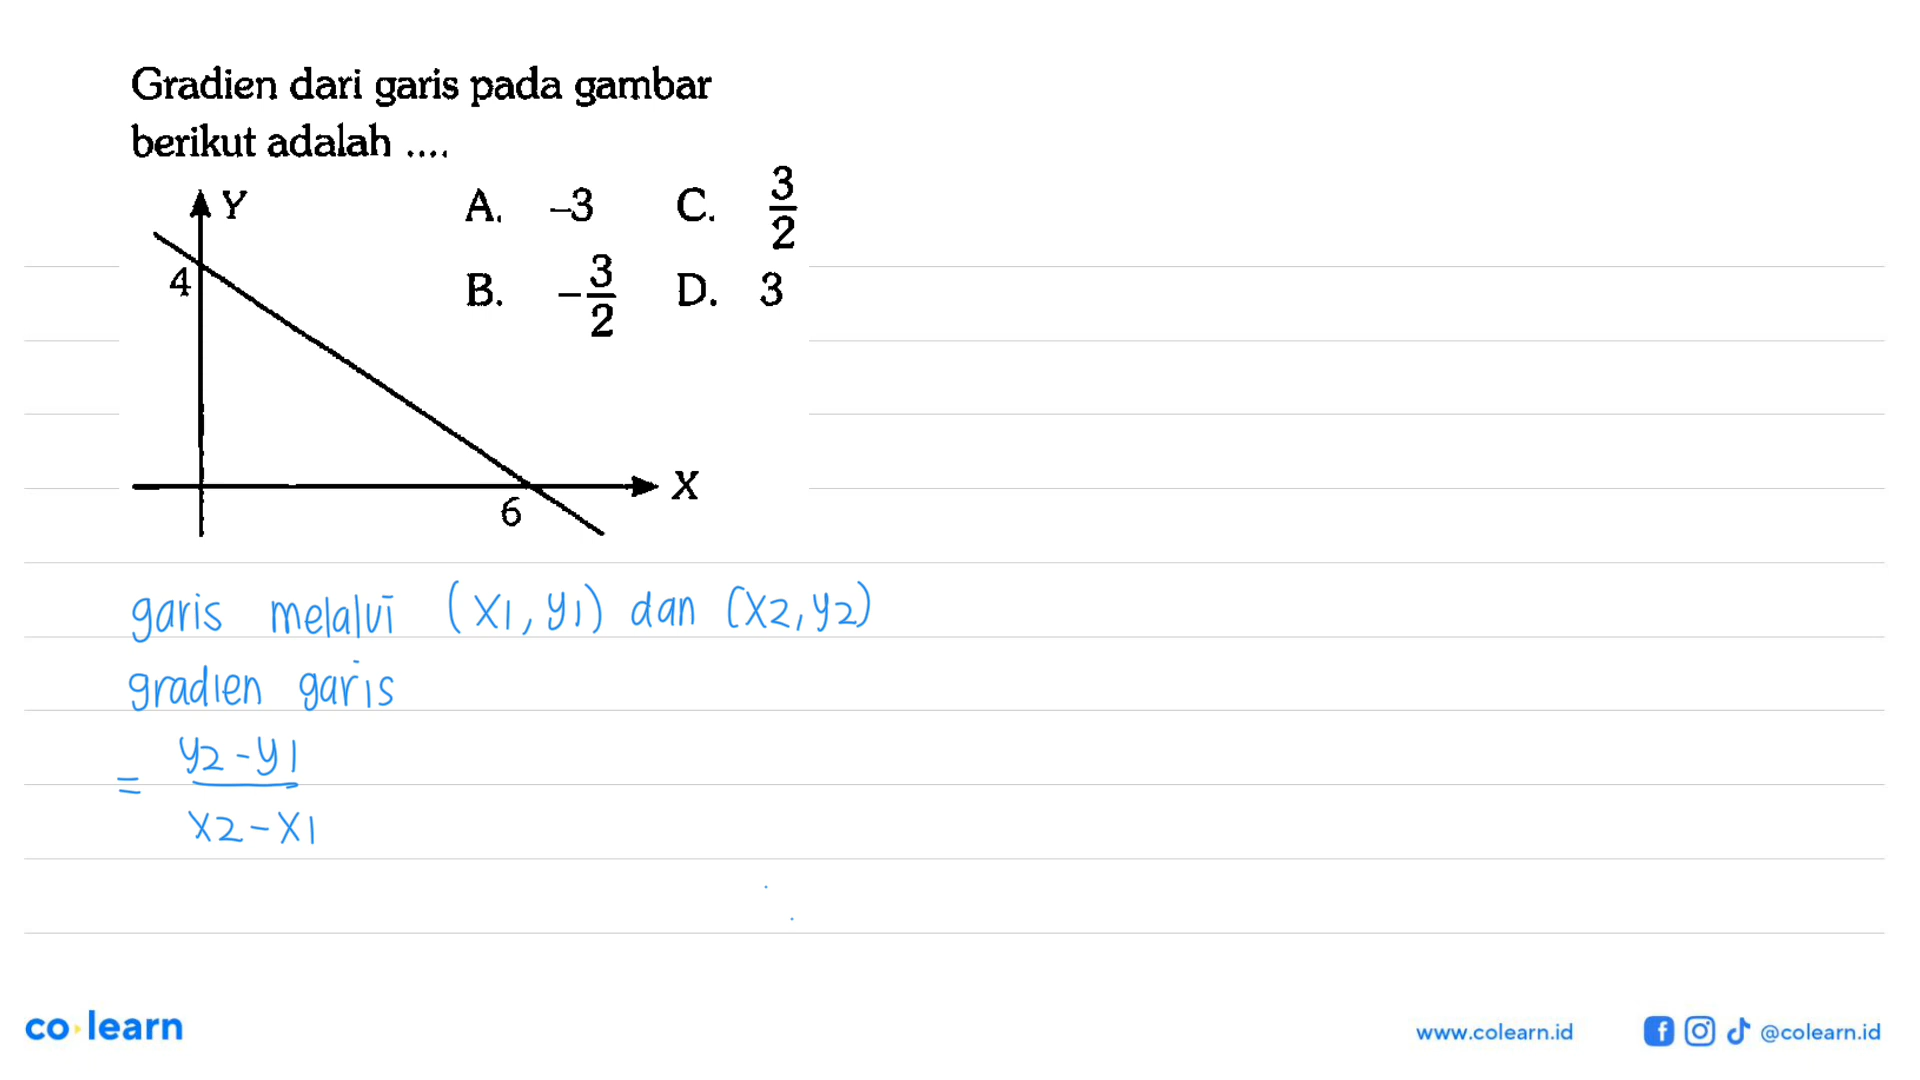 Gradien dari garis pada gambar
berikut adalah ....
Y
4
6
X
A. -3 C. 3/2
B. -3/2 D. 3
garis melalui (x1, y1) dan (x2, y2)
gradien garis
= y2 - y1
x2 - x1
co learn
www.colearn.id
@colearn.id